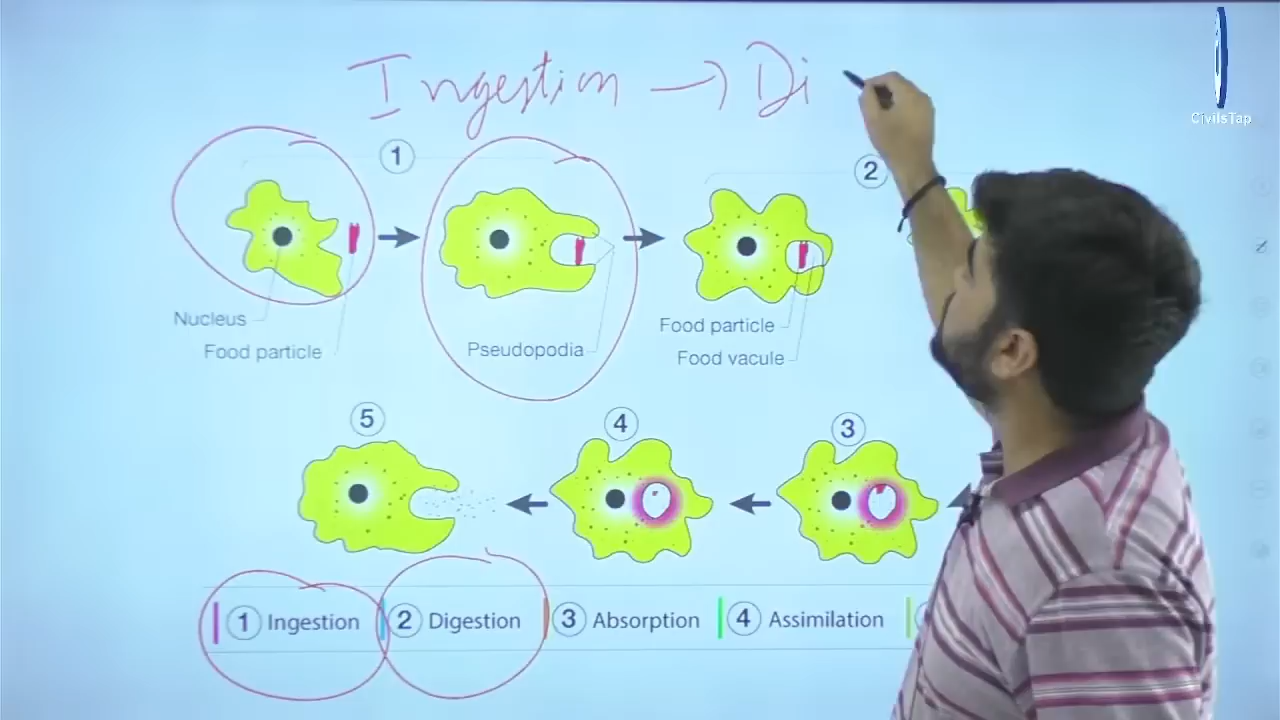 Ingestion → Di
CivilsTap
1
2
Nucleus
Food particle
Pseudopodia
Food particle
Food vacule
5
4
3
1 Ingestion 2 Digestion 3 Absorption 4 Assimilation